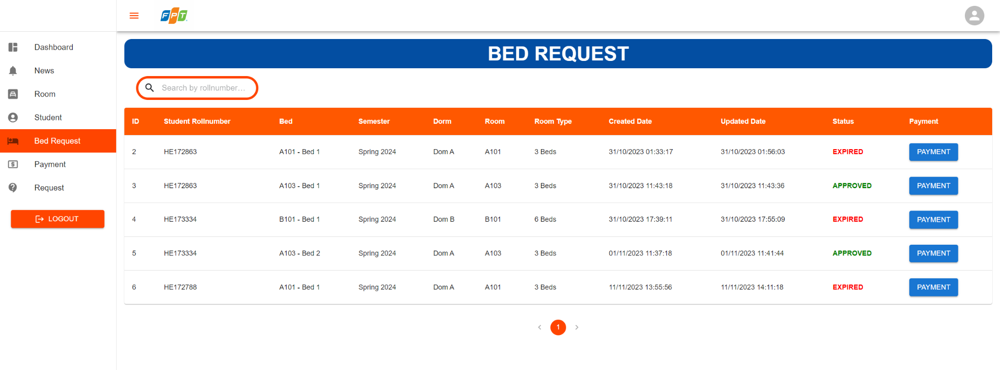 FPT
Dashboard
News
Room
Student
Bed Request
Payment
Request
LOGOUT
BED REQUEST
Search by rollnumber...
ID Student Rollnumber Bed Semester Dorm Room Room Type Created Date Updated Date Status Payment
2 HE172863 A101 - Bed 1 Spring 2024 Dom A A101 3 Beds 31/10/2023 01:33:17 31/10/2023 01:56:03 EXPIRED PAYMENT
3 HE172863 A103 - Bed 1 Spring 2024 Dom A A103 3 Beds 31/10/2023 11:43:18 31/10/2023 11:43:36 APPROVED PAYMENT
4 HE173334 B101 - Bed 1 Spring 2024 Dom B B101 6 Beds 31/10/2023 17:39:11 31/10/2023 17:55:09 EXPIRED PAYMENT
5 HE173334 A103 - Bed 2 Spring 2024 Dom A A103 3 Beds 01/11/2023 11:37:18 01/11/2023 11:41:44 APPROVED PAYMENT
6 HE172788 A101 - Bed 1 Spring 2024 Dom A A101 3 Beds 11/11/2023 13:55:56 11/11/2023 14:11:18 EXPIRED PAYMENT
1